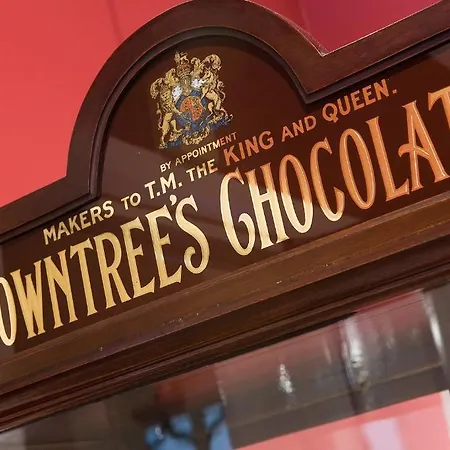 BY APPOINTMENT
MAKERS TO T.M. THE KING AND QUEEN.
OWNTREE'S CHOCOLAT